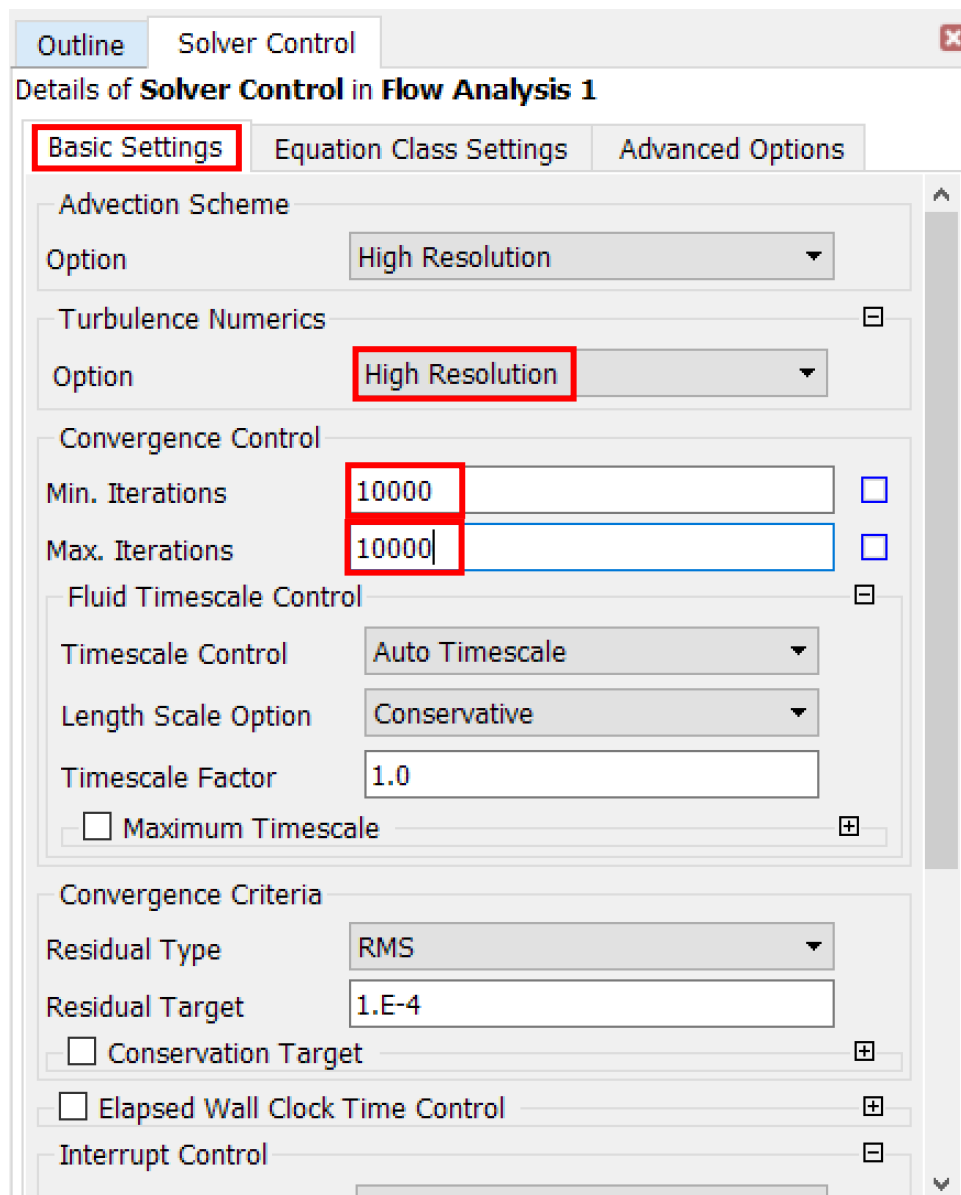 Outline Solver Control
Details of Solver Control in Flow Analysis 1
Basic Settings Equation Class Settings Advanced Options
Advection Scheme
Option High Resolution
Turbulence Numerics
Option High Resolution
Convergence Control
Min. Iterations 10000
Max. Iterations 10000
Fluid Timescale Control
Timescale Control Auto Timescale
Length Scale Option Conservative
Timescale Factor 1.0
Maximum Timescale
Convergence Criteria
Residual Type RMS
Residual Target 1.E-4
Conservation Target
Elapsed Wall Clock Time Control
Interrupt Control